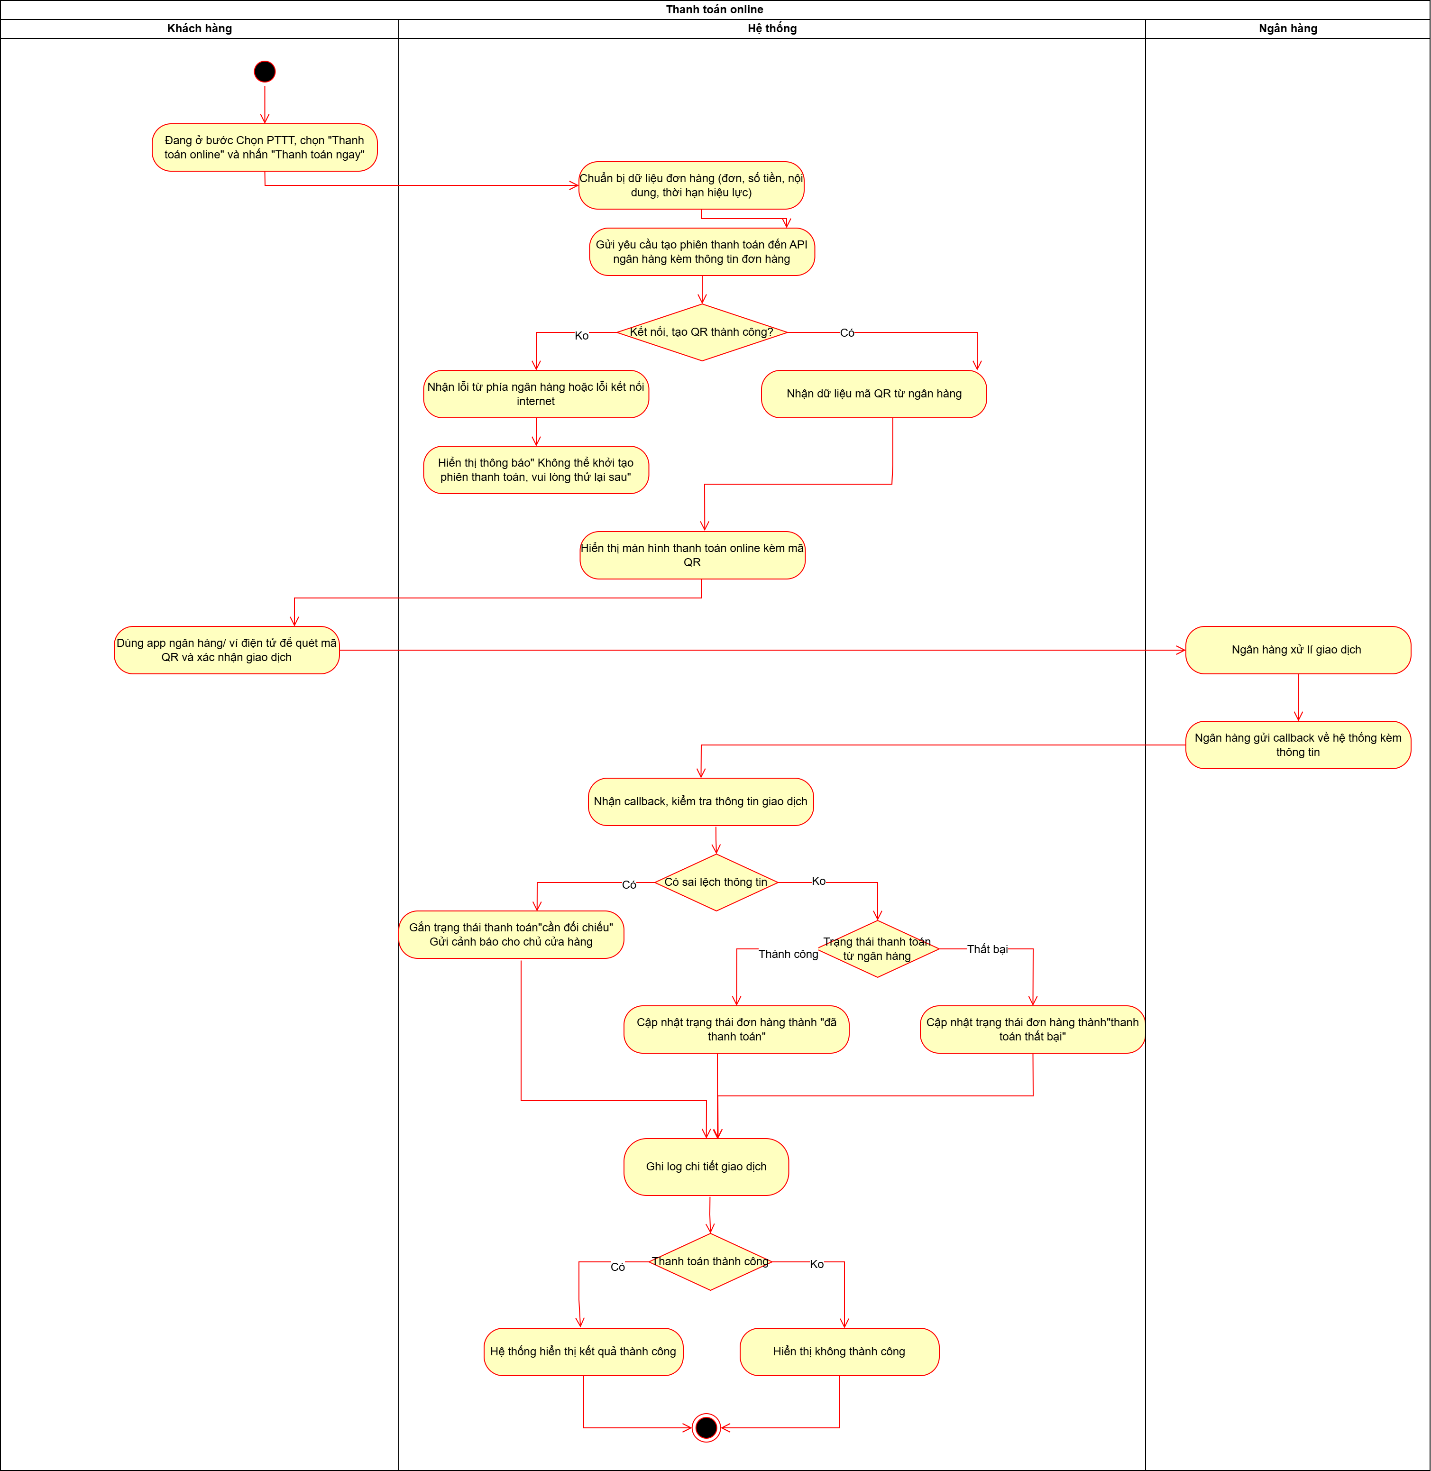 Thanh toán online
Khách hàng
Hệ thống
Ngân hàng
Đang ở bước Chọn PTTT, chọn "Thanh
toán online" và nhấn "Thanh toán ngay"
Chuẩn bị dữ liệu đơn hàng (đơn, số tiền, nội
dung, thời hạn hiệu lực)
Gửi yêu cầu tạo phiên thanh toán đến API
ngân hàng kèm thông tin đơn hàng
Kết nối, tạo QR thành công?
Ko
Có
Nhận lỗi từ phía ngân hàng hoặc lỗi kết nối
internet
Nhận dữ liệu mã QR từ ngân hàng
Hiển thị thông báo" Không thể khởi tạo
phiên thanh toán, vui lòng thử lại sau"
Hiển thị màn hình thanh toán online kèm mã
QR
Dùng app ngân hàng/ ví điện tử để quét mã
QR và xác nhận giao dịch
Ngân hàng xử lí giao dịch
Ngân hàng gửi callback về hệ thống kèm
thông tin
Nhận callback, kiểm tra thông tin giao dịch
Có sai lệch thông tin
Có
Ko
Gắn trạng thái thanh toán"cần đối chiếu"
Gửi cảnh báo cho chủ cửa hàng
Trạng thái thanh toán
từ ngân hàng
Thành công
Thất bại
Cập nhật trạng thái đơn hàng thành "đã
thanh toán"
Cập nhật trạng thái đơn hàng thành"thanh
toán thất bại"
Ghi log chi tiết giao dịch
Thanh toán thành công
Có
Ko
Hệ thống hiển thị kết quả thành công
Hiển thị không thành công